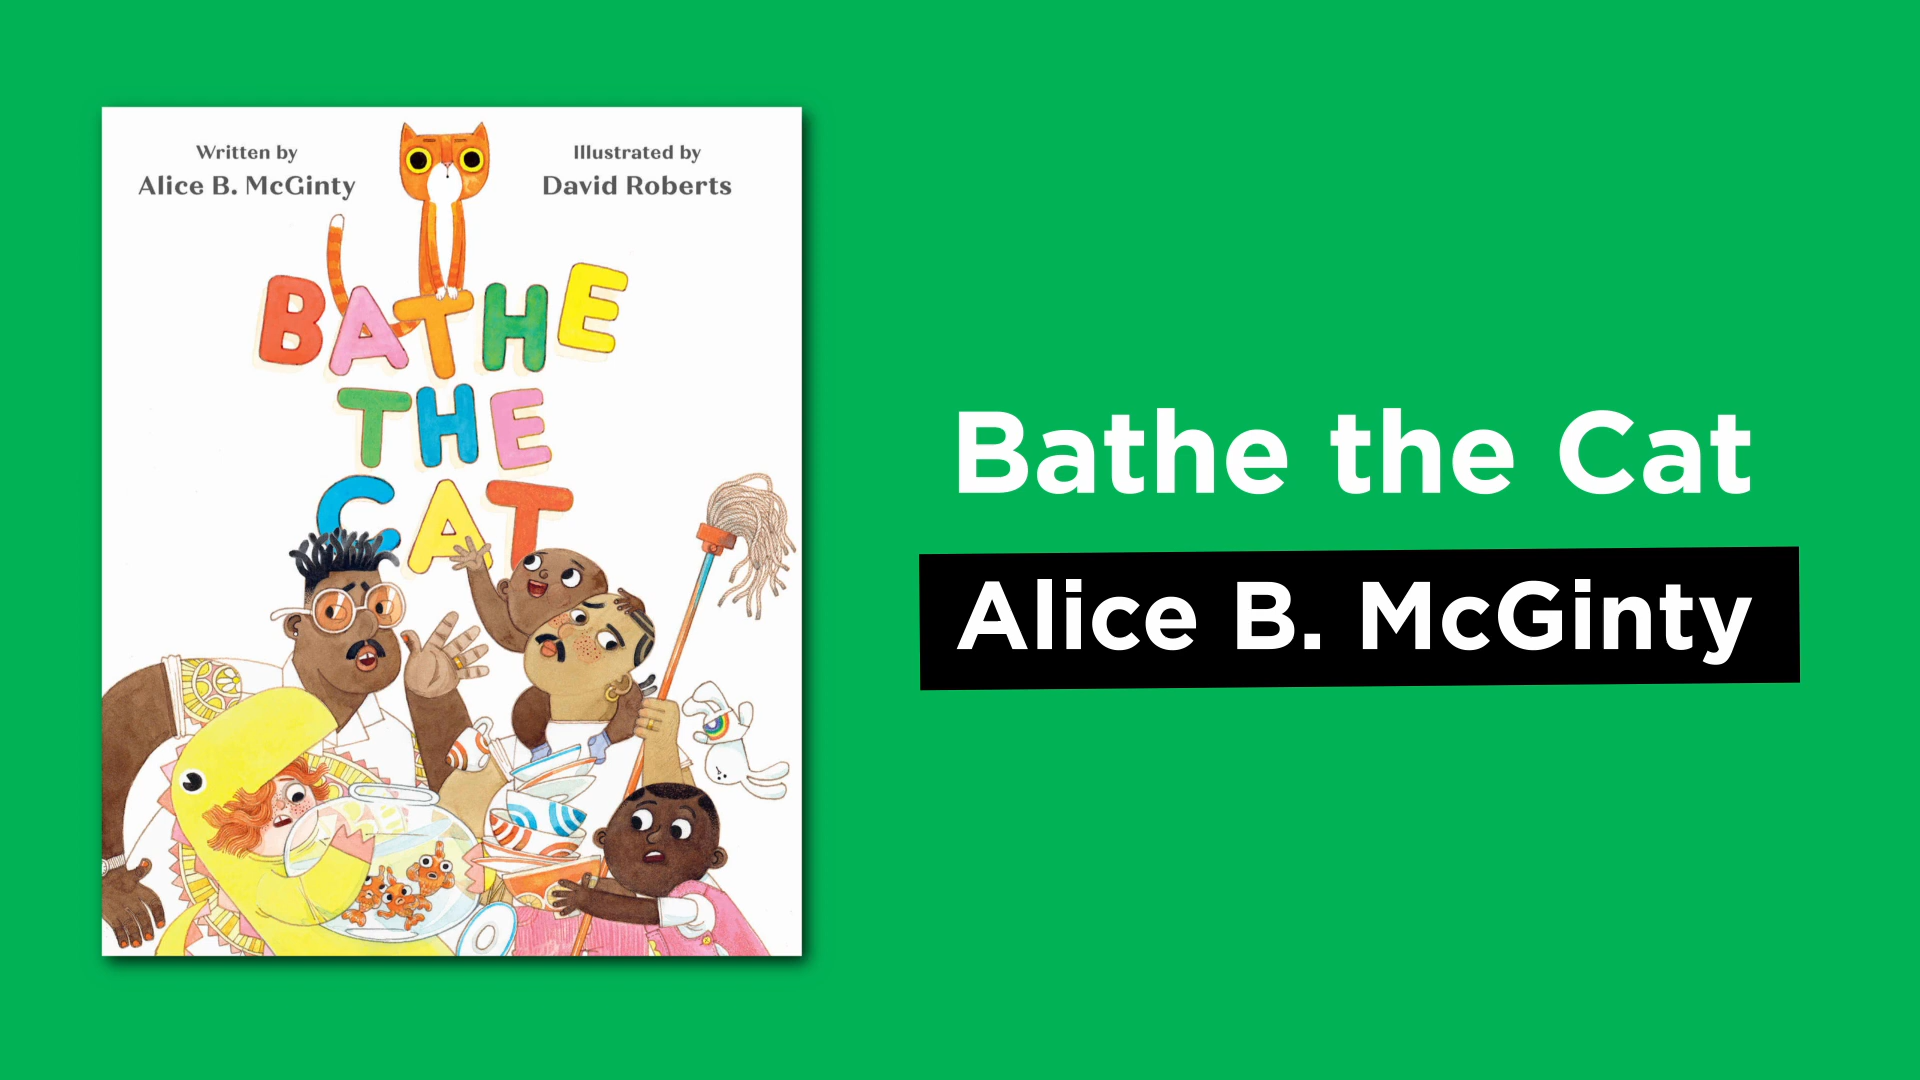 Written by
Alice B. McGinty
Illustrated by
David Roberts
BATHE
THE
CAT
Bathe the Cat
Alice B. McGinty